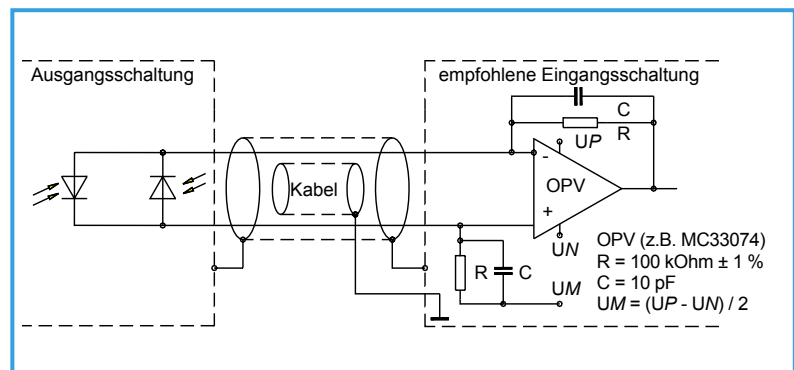 Ausgangsschaltung
empfohlene Eingangsschaltung
C
R
UP
-
OPV
+
Kabel
UN
R
C
UM
OPV (z.B. MC33074)
R = 100 kOhm ± 1 %
C = 10 pF
UM = (UP - UN) / 2